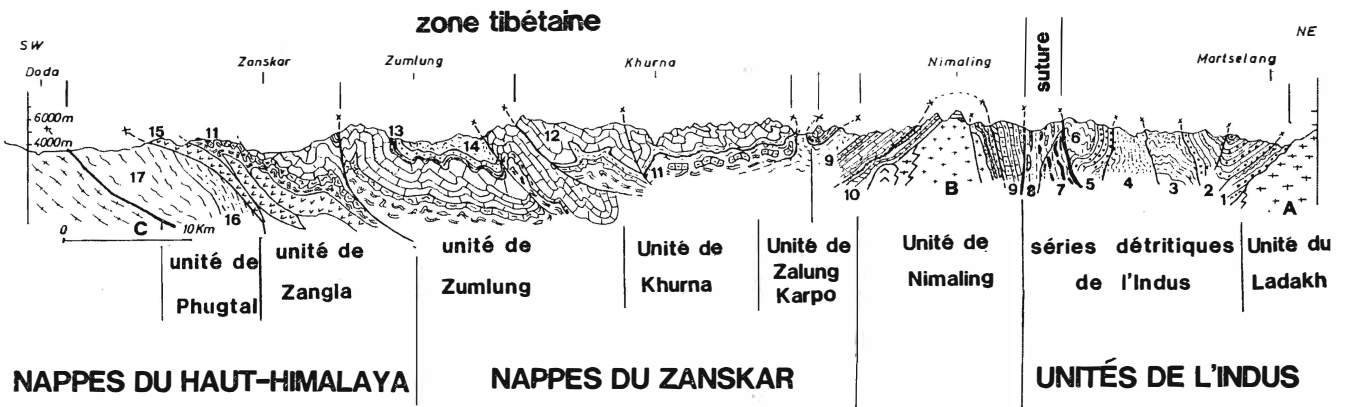 zone tibétaine
SW
NE
suture
Doda
Zanskar
Zumlung
Khurna
Nimaling
Martselang
6000m
4000m
15
11
13
14
12
11
9
10
B
9
8
7
6
5
4
3
2
1
A
17
16
C
0
10 Km
unité de
Phugtal
unité de
Zangla
unité de
Zumlung
Unité de
Khurna
Unité de
Zalung
Karpo
Unité de
Nimaling
séries détritiques
de l'Indus
Unité du
Ladakh
NAPPES DU HAUT-HIMALAYA
NAPPES DU ZANSKAR
UNITÉS DE L'INDUS